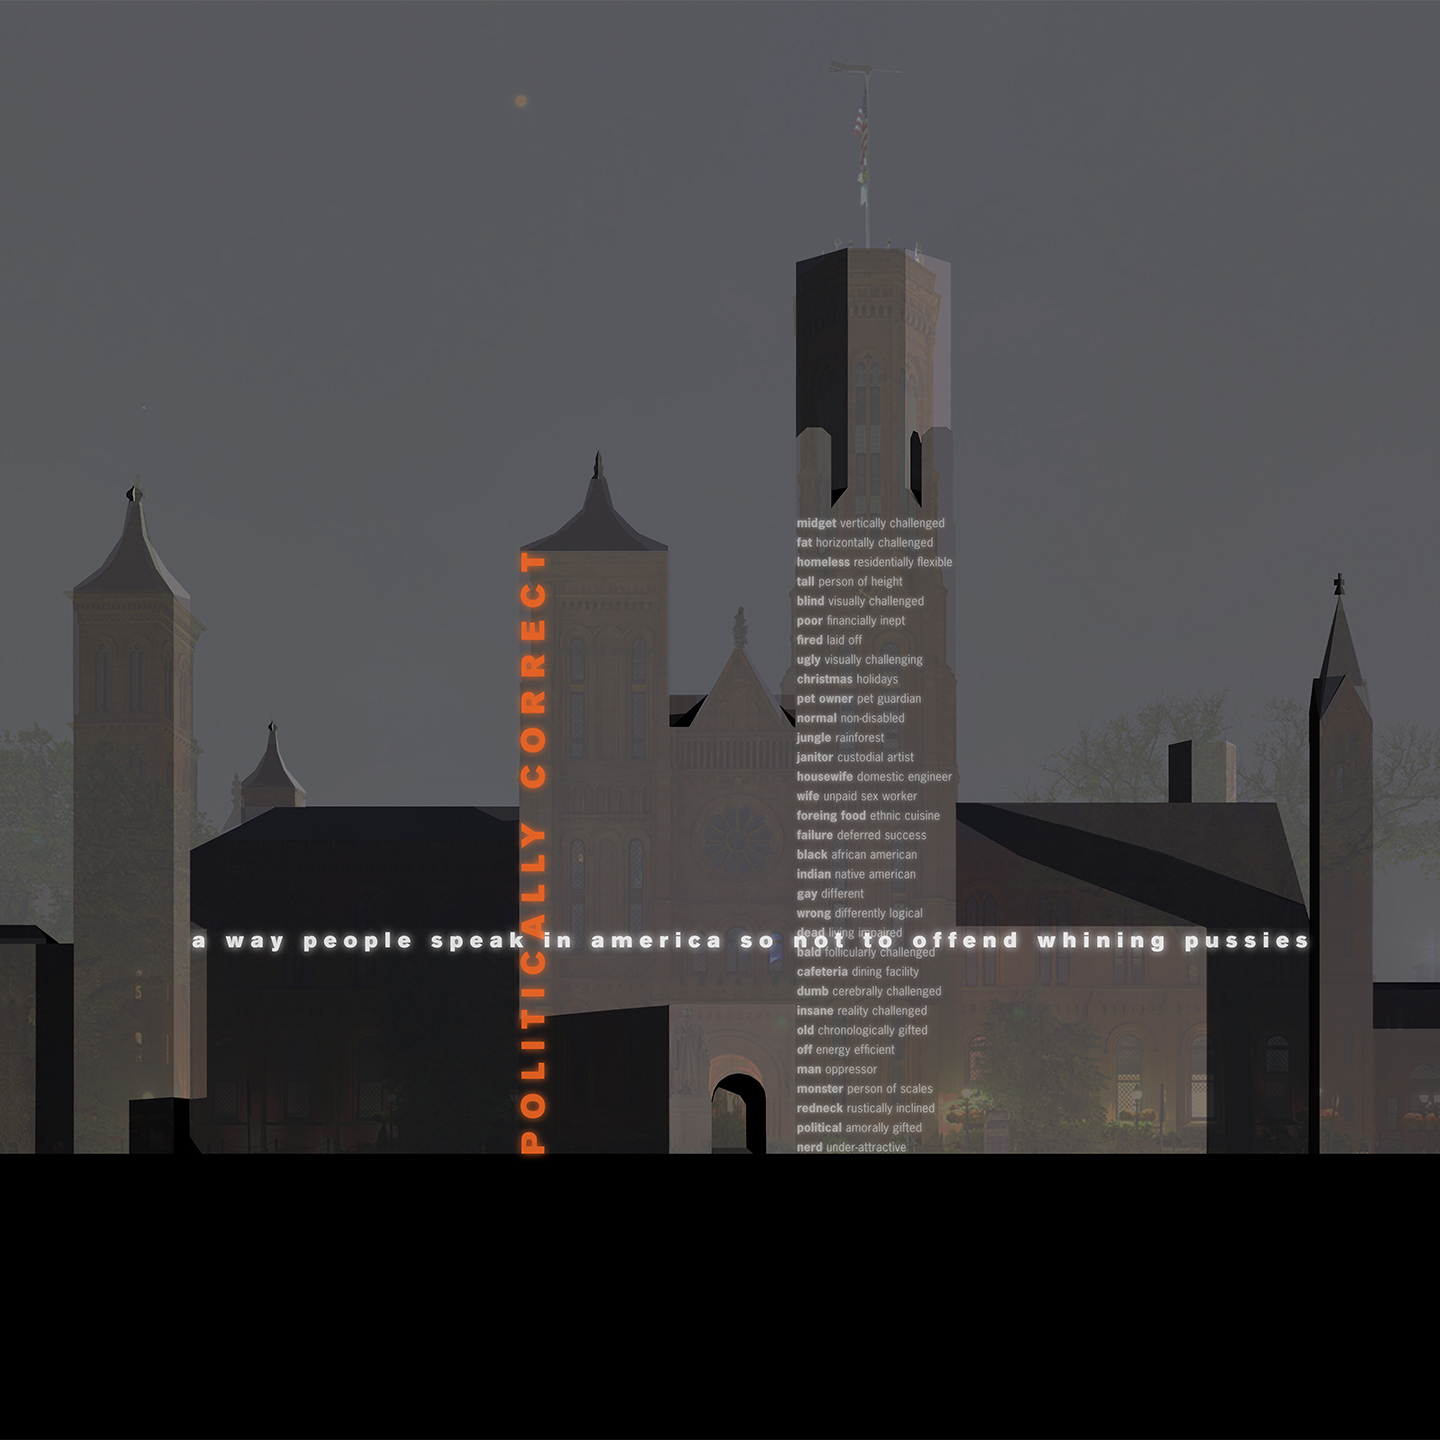 POLITICALLY CORRECT
midget vertically challenged
fat horizontally challenged
homeless residentially flexible
tall person of height
blind visually challenged
poor financially inept
fired laid off
ugly visually challenging
christmas holidays
pet owner pet guardian
normal non-disabled
jungle rainforest
janitor custodial artist
housewife domestic engineer
wife unpaid sex worker
foreing food ethnic cuisine
failure deferred success
black african american
indian native american
gay different
wrong differently logical
dead living impaired
a way people speak in america so not to offend whining pussies
bald follicularly challenged
cafeteria dining facility
dumb cerebrally challenged
insane reality challenged
old chronologically gifted
off energy efficient
man oppressor
monster person of scales
redneck rustically inclined
political amorally gifted
nerd under-attractive